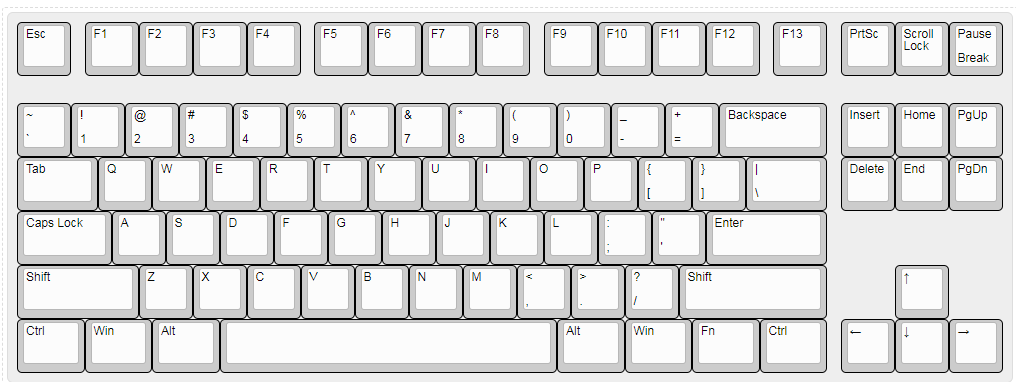 Esc F1 F2 F3 F4 F5 F6 F7 F8 F9 F10 F11 F12 F13 PrtSc Scroll Lock Pause Break
~ ! @ # $ % ^ & * ( ) _ + Backspace Insert Home PgUp
` 1 2 3 4 5 6 7 8 9 0 - =
Tab Q W E R T Y U I O P { } | Delete End PgDn
[ ] \
Caps Lock A S D F G H J K L : " Enter
; '
Shift Z X C V B N M < > ? Shift ↑
, . /
Ctrl Win Alt Alt Win Fn Ctrl ← ↓ →